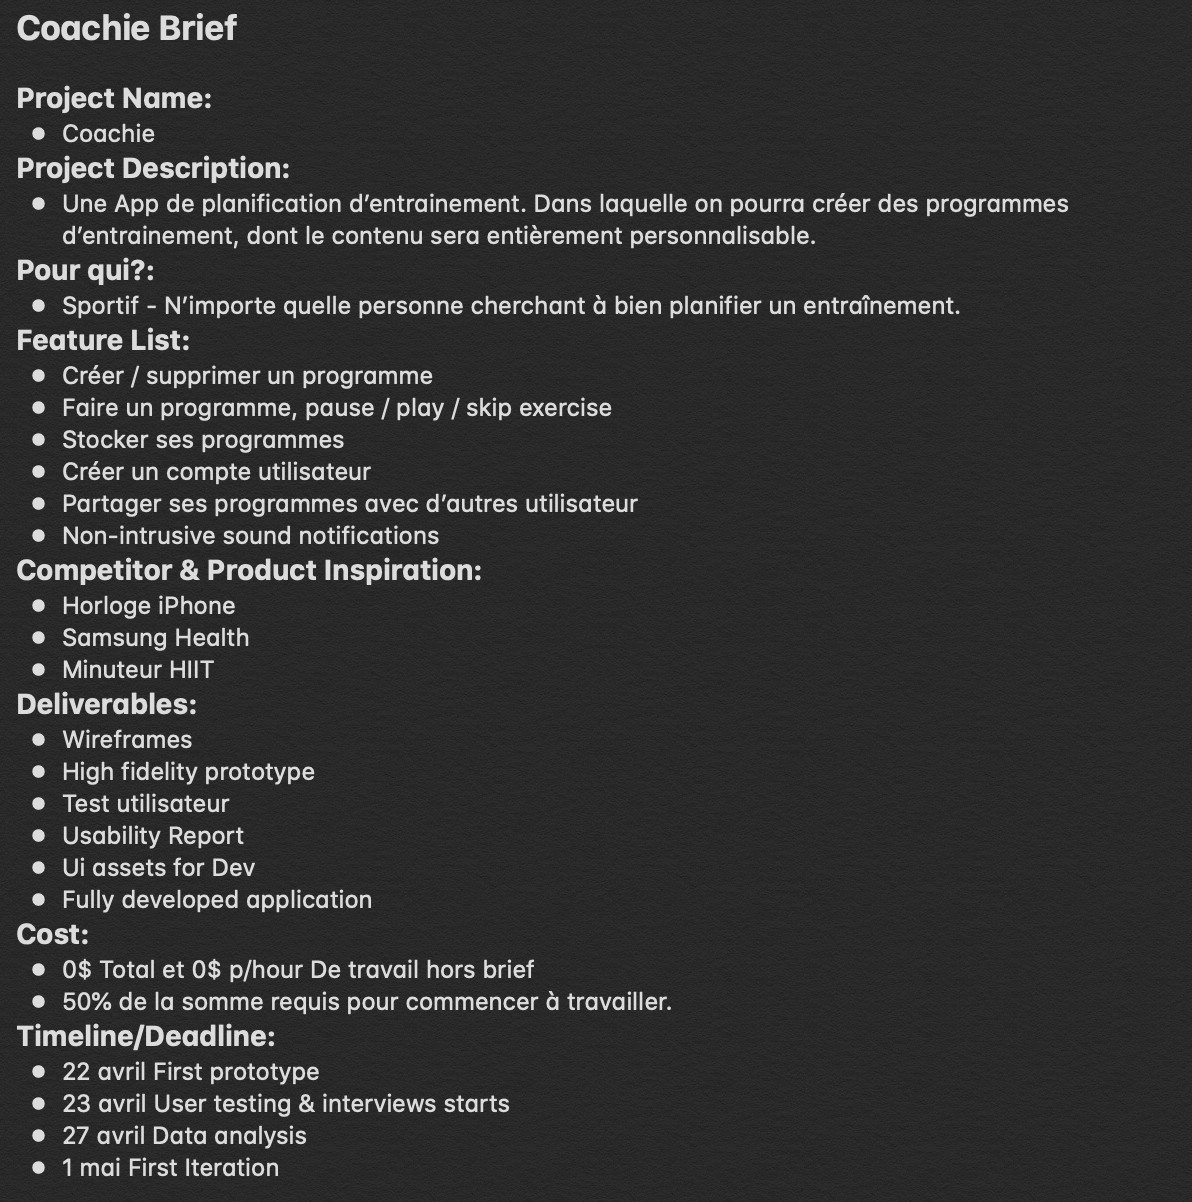 Coachie Brief
Project Name:
• Coachie
Project Description:
• Une App de planification d’entrainement. Dans laquelle on pourra créer des programmes
d’entrainement, dont le contenu sera entièrement personnalisable.
Pour qui?:
• Sportif - N’importe quelle personne cherchant à bien planifier un entraînement.
Feature List:
• Créer / supprimer un programme
• Faire un programme, pause / play / skip exercise
• Stocker ses programmes
• Créer un compte utilisateur
• Partager ses programmes avec d’autres utilisateur
• Non-intrusive sound notifications
Competitor & Product Inspiration:
• Horloge iPhone
• Samsung Health
• Minuteur HIIT
Deliverables:
• Wireframes
• High fidelity prototype
• Test utilisateur
• Usability Report
• Ui assets for Dev
• Fully developed application
Cost:
• 0$ Total et 0$ p/hour De travail hors brief
• 50% de la somme requis pour commencer à travailler.
Timeline/Deadline:
• 22 avril First prototype
• 23 avril User testing & interviews starts
• 27 avril Data analysis
• 1 mai First Iteration